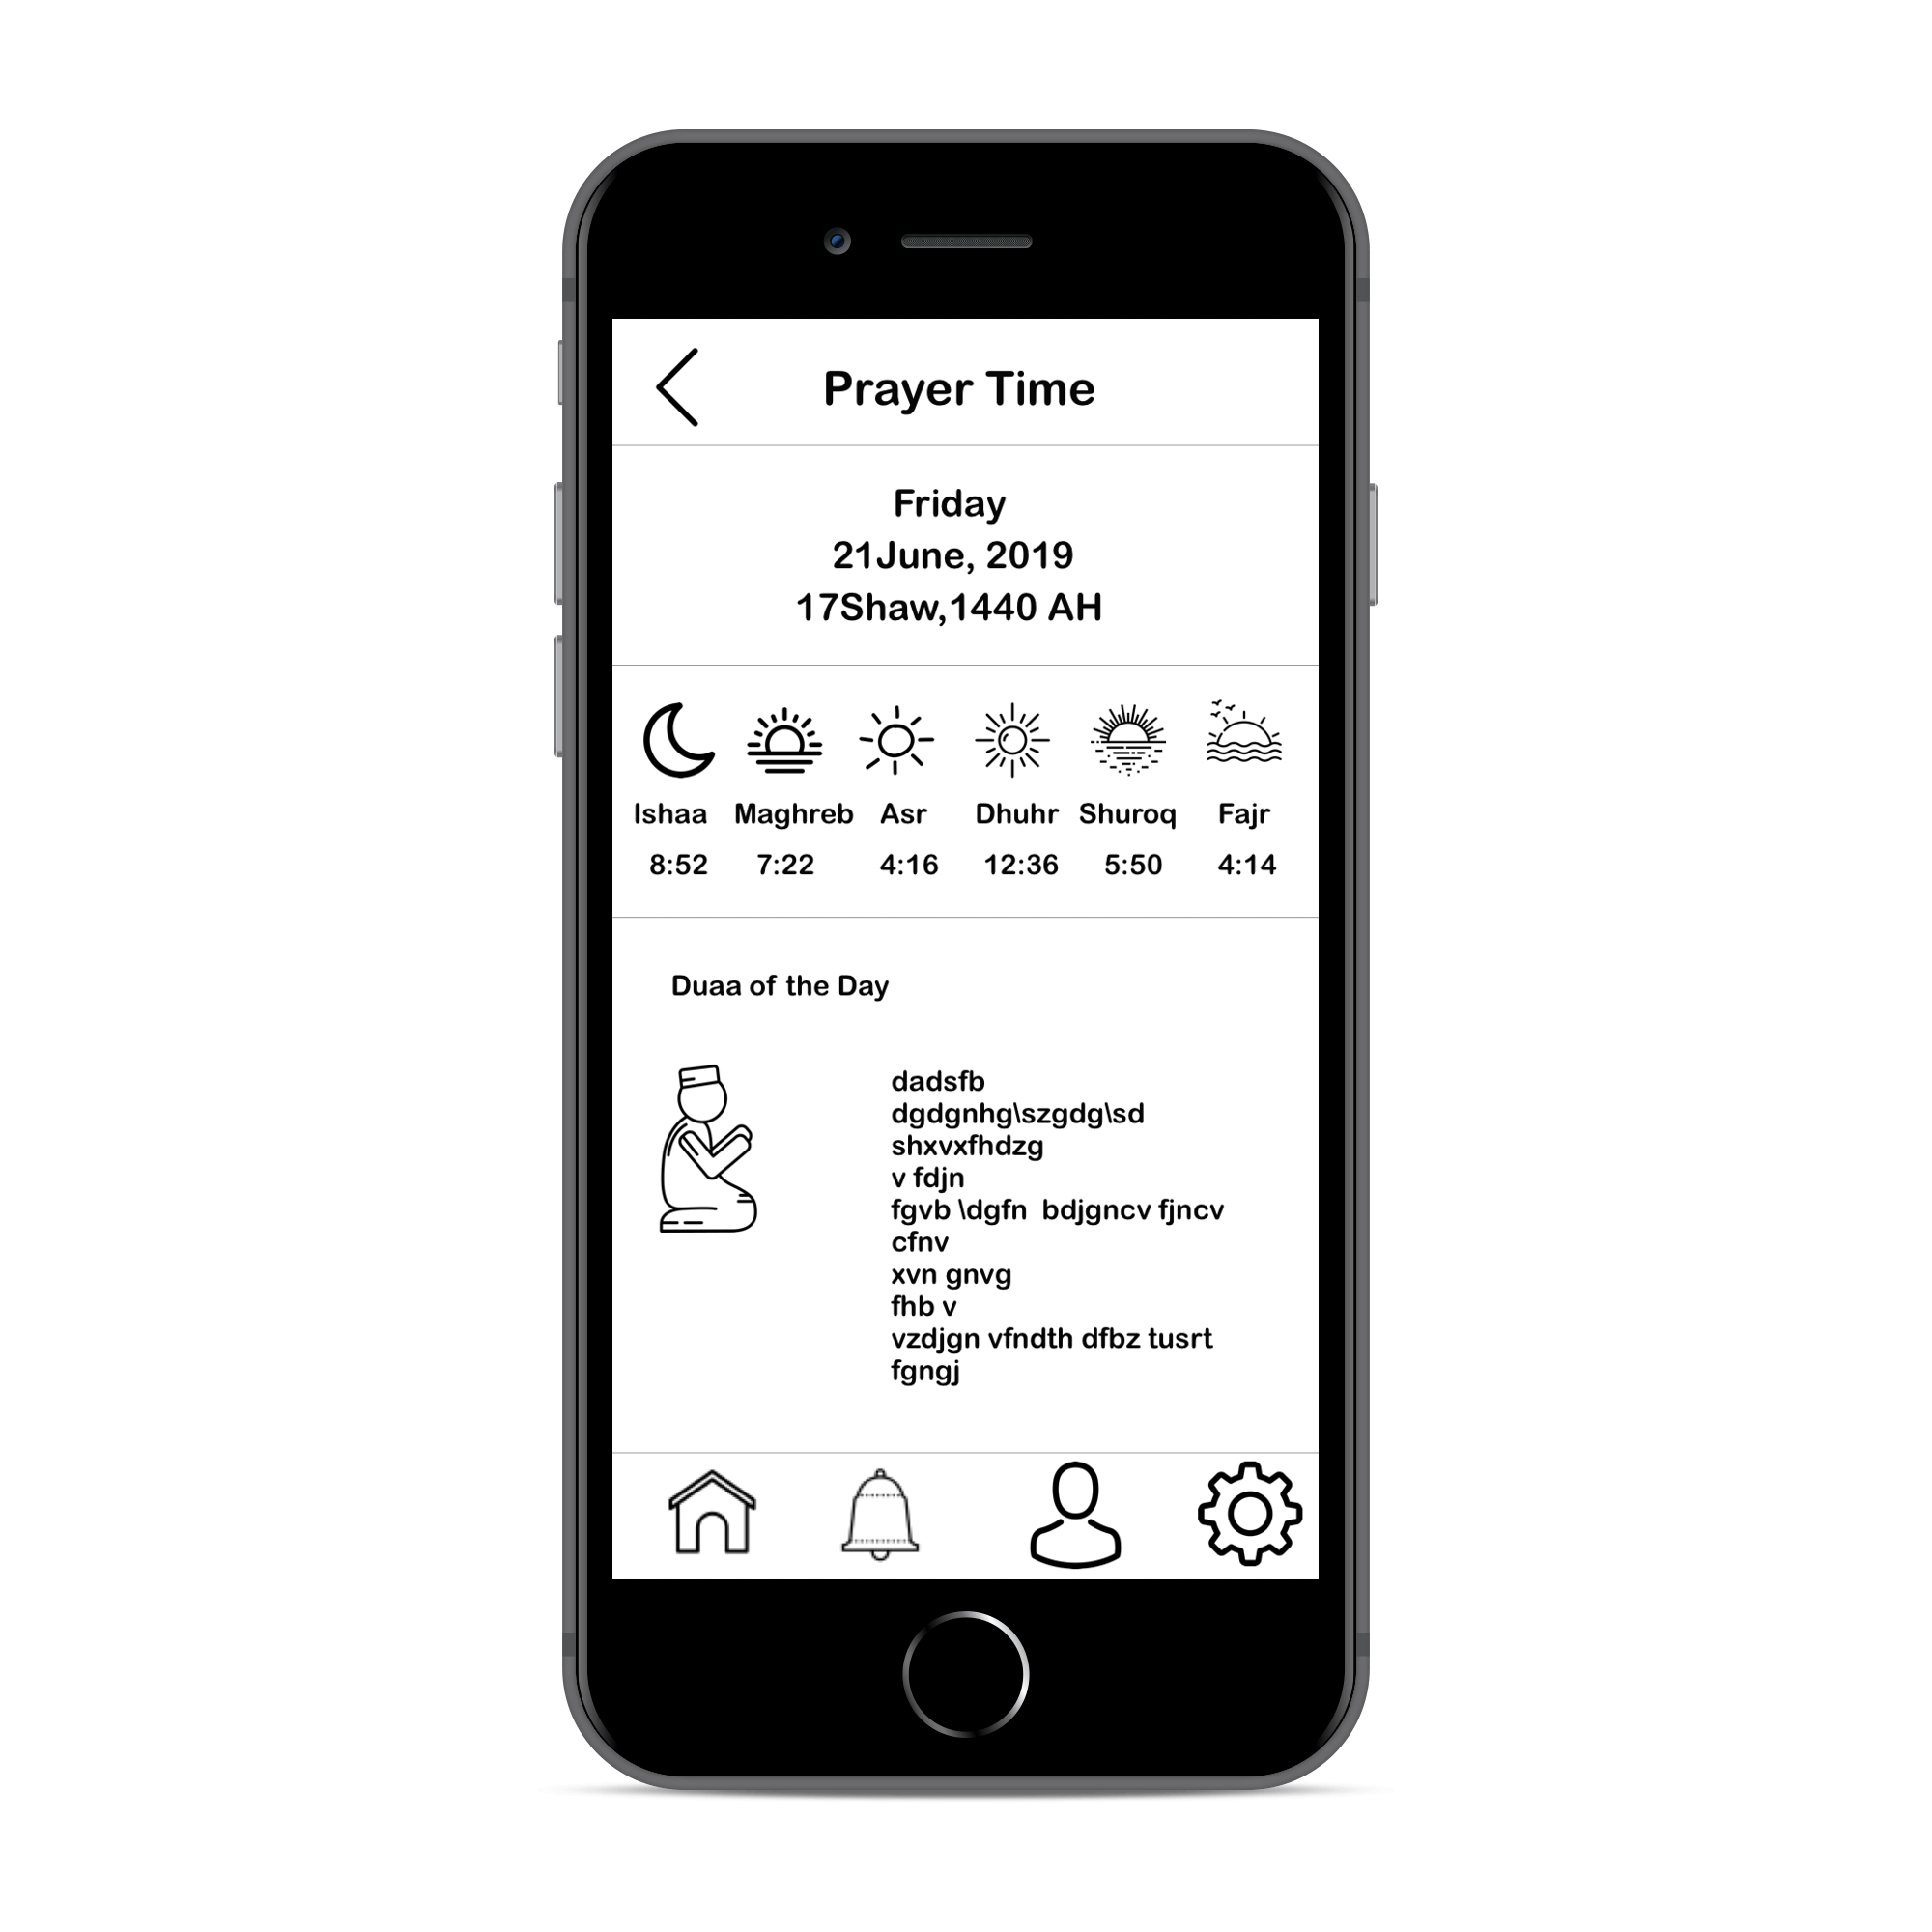 Prayer Time
Friday
21June, 2019
17Shaw,1440 AH
Ishaa Maghreb Asr Dhuhr Shuroq Fajr
8:52 7:22 4:16 12:36 5:50 4:14
Duaa of the Day
dadsfb
dgdgnhg\szgdg\sd
shxvxfhdzg
v fdjn
fgvb \dgfn  bdjgncv fjncv
cfnv
xvn gnvg
fhb v
vzdjgn vfndth dfbz tusrt
fgngj